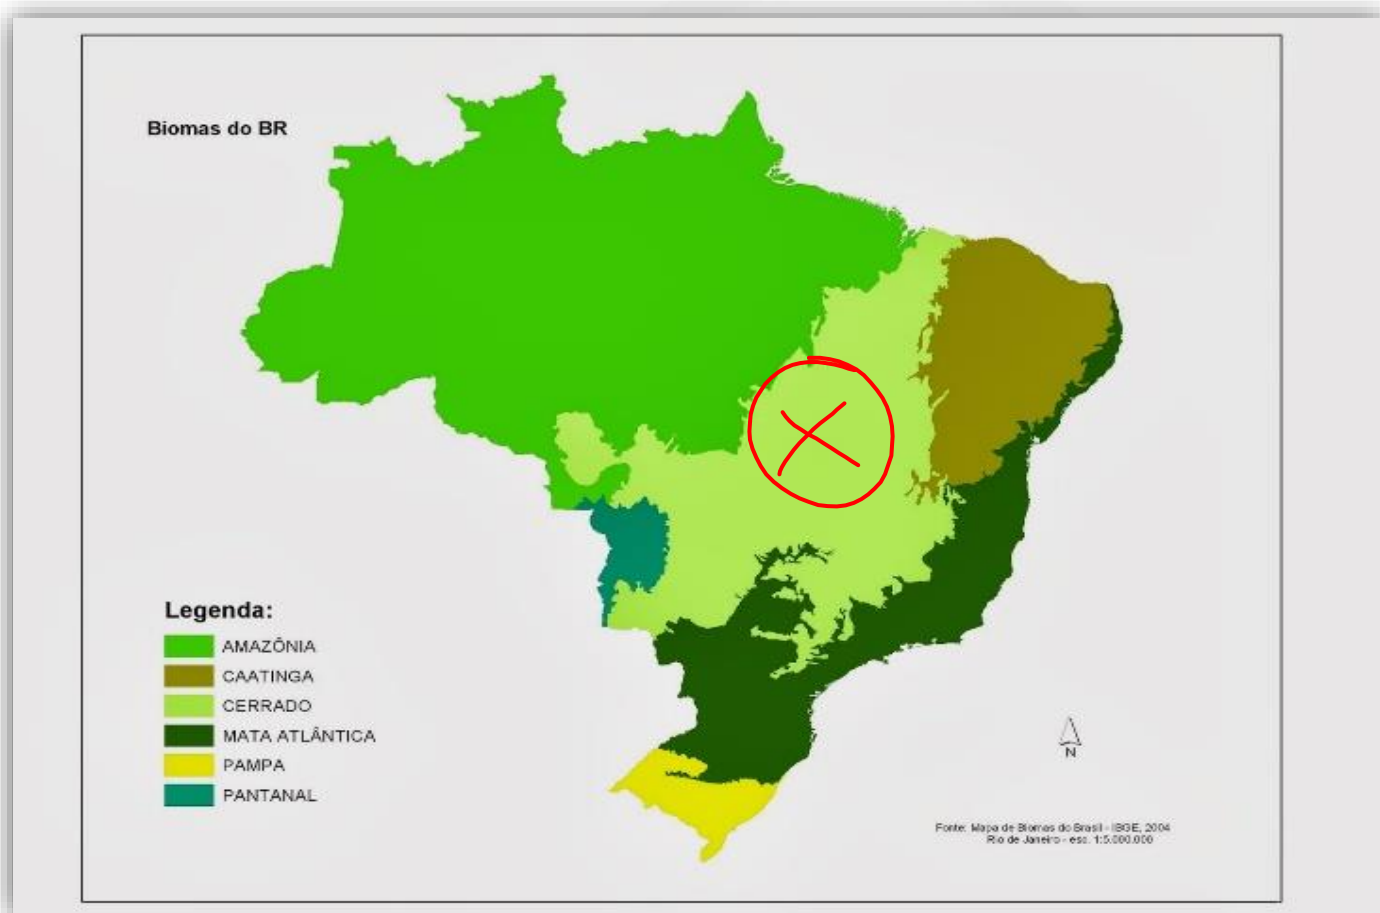 Biomas do BR
Legenda:
AMAZÔNIA
CAATINGA
CERRADO
MATA ATLÂNTICA
PAMPA
PANTANAL
N
Fonte: Mapa de Biomas do Brasil - IBGE, 2004
Rio de Janeiro - esc. 1:5.000.000